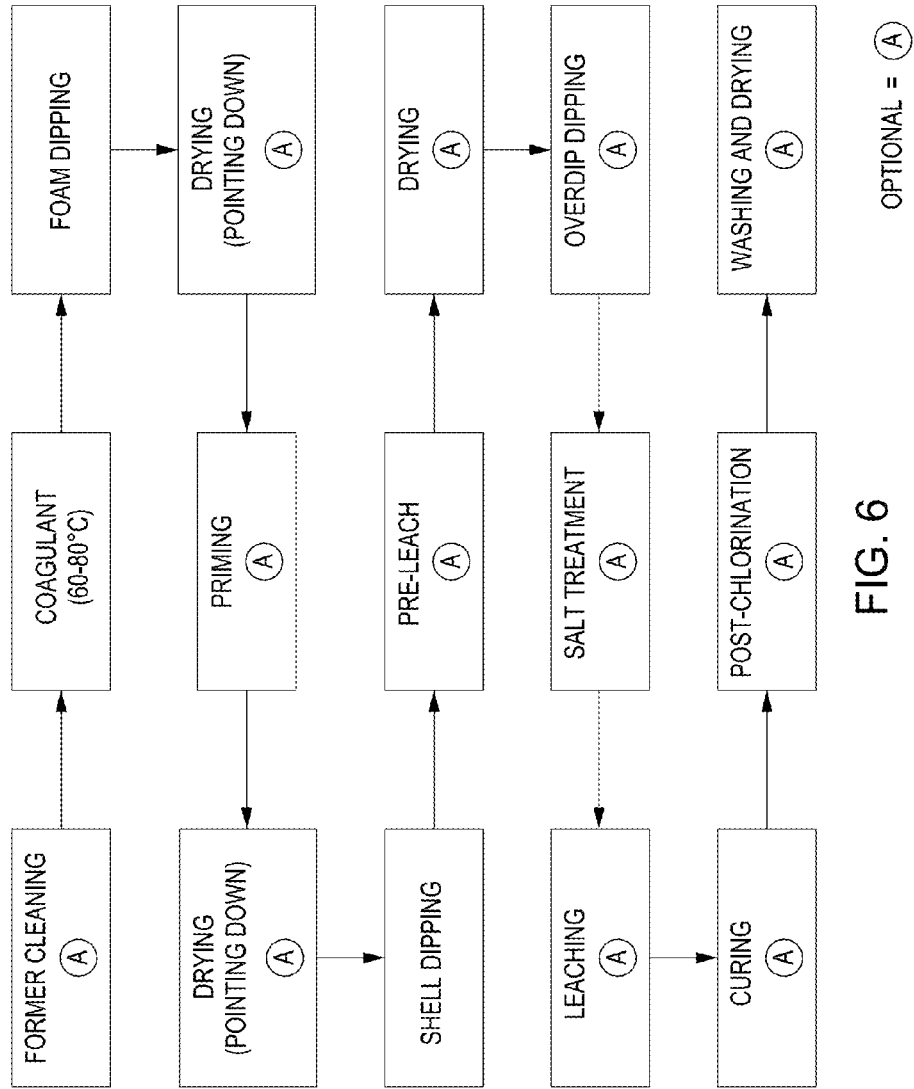 FORMER CLEANING
A
COAGULANT
(60-80°C)
FOAM DIPPING
DRYING
(POINTING DOWN)
A
PRIMING
A
DRYING
(POINTING DOWN)
A
SHELL DIPPING
PRE-LEACH
A
DRYING
A
OVERDIP DIPPING
A
SALT TREATMENT
A
LEACHING
A
CURING
A
POST-CHLORINATION
A
WASHING AND DRYING
A
OPTIONAL = A
FIG. 6